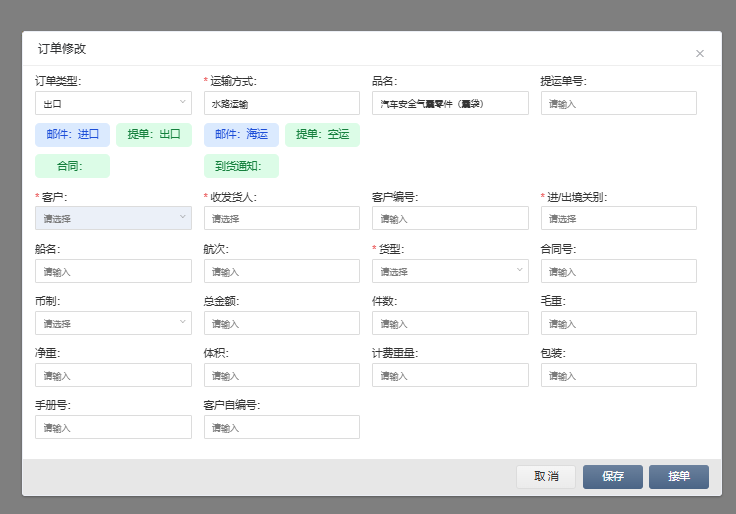 订单修改
订单类型: * 运输方式: 品名: 提运单号:
出口 水路运输 汽车安全气囊零件（囊袋） 请输入
邮件：进口 提单：出口 邮件：海运 提单：空运
合同： 到货通知：
* 客户: * 收发货人: 客户编号: * 进/出境关别:
请选择 请选择 请输入 请选择
船名: 航次: * 货型: 合同号:
请输入 请输入 请选择 请输入
币制: 总金额: 件数: 毛重:
请选择 请输入 请输入 请输入
净重: 体积: 计费重量: 包装:
请输入 请输入 请输入 请输入
手册号: 客户自编号:
请输入 请输入
取消 保存 接单